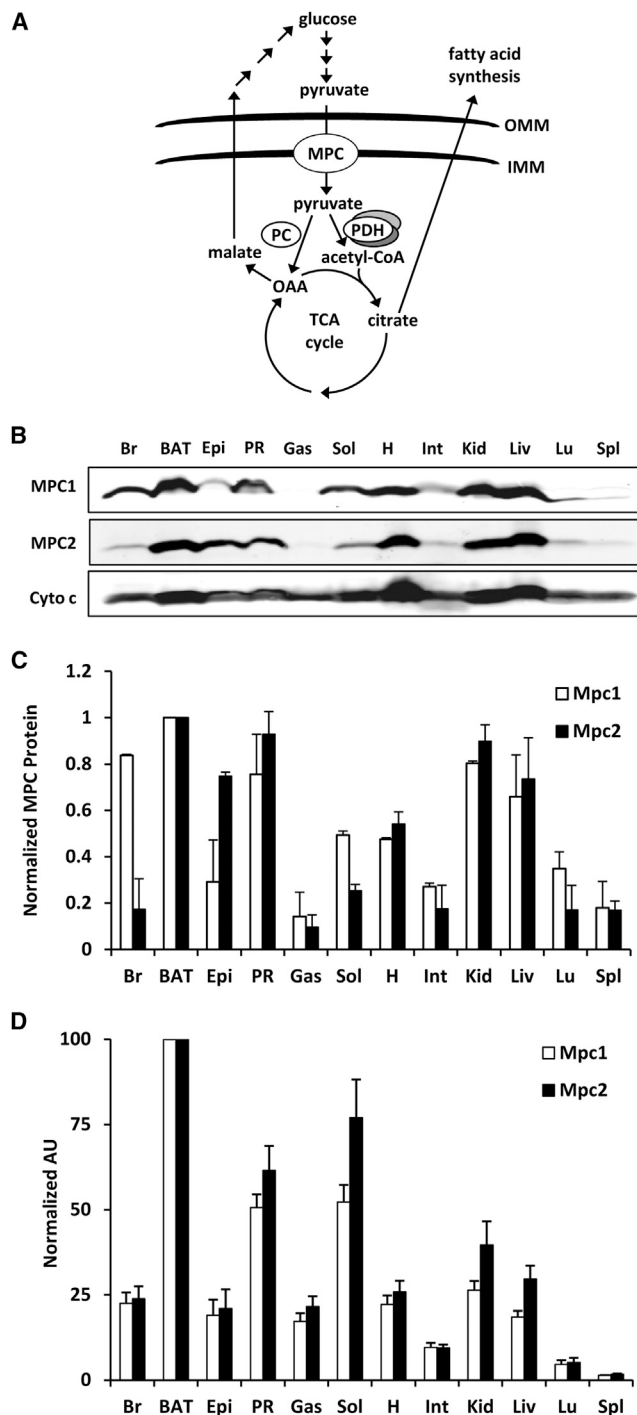 A
glucose
fatty acid
synthesis
pyruvate
OMM
MPC
IMM
pyruvate
PC
PDH
malate
acetyl-CoA
OAA
TCA
cycle
citrate
B
Br BAT Epi PR Gas Sol H Int Kid Liv Lu Spl
MPC1
MPC2
Cyto c
C
Normalized MPC Protein
1.2
1
0.8
0.6
0.4
0.2
0
Mpc1
Mpc2
Br BAT Epi PR Gas Sol H Int Kid Liv Lu Spl
D
Normalized AU
100
75
50
25
0
Mpc1
Mpc2
Br BAT Epi PR Gas Sol H Int Kid Liv Lu Spl